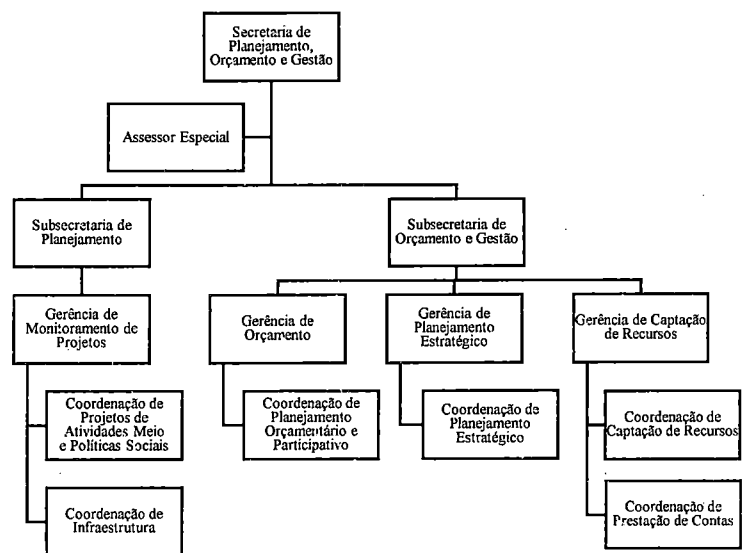 Secretaria de
Planejamento,
Orçamento e Gestão
Assessor Especial
Subsecretaria de
Planejamento
Subsecretaria de
Orçamento e Gestão
Gerência de
Monitoramento de
Projetos
Gerência de
Orçamento
Gerência de
Planejamento
Estratégico
Gerência de Captação
de Recursos
Coordenação de
Projetos de
Atividades Meio
e Políticas Sociais
Coordenação de
Planejamento
Orçamentário e
Participativo
Coordenação de
Planejamento
Estratégico
Coordenação de
Captação de Recursos
Coordenação de
Infraestrutura
Coordenação de
Prestação de Contas